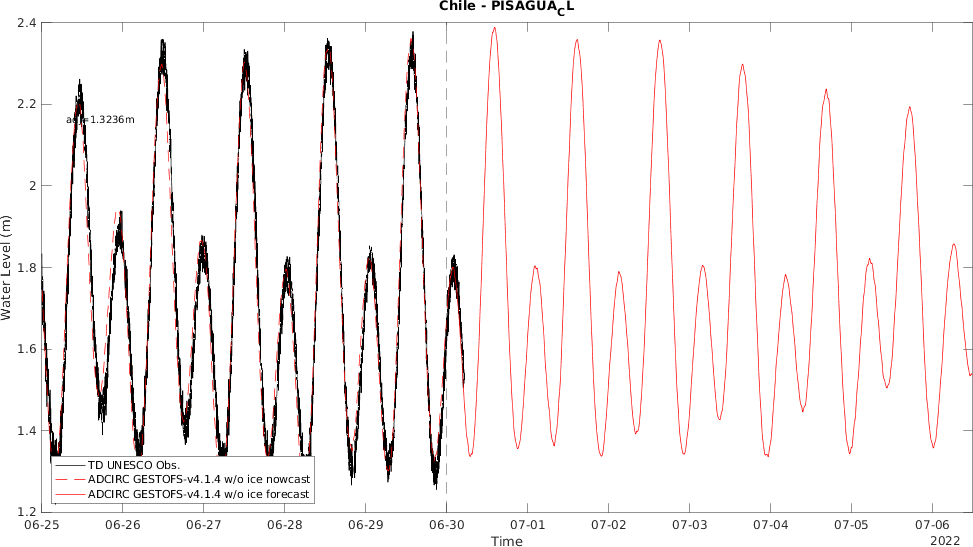 Chile - PISAGUA_CL
2.4
2.2
2
1.8
1.6
1.4
1.2
Water Level (m)
=1.3236m
TD UNESCO Obs.
ADCIRC GESTOFS-v4.1.4 w/o ice nowcast
ADCIRC GESTOFS-v4.1.4 w/o ice forecast
06-25 06-26 06-27 06-28 06-29 06-30 07-01 07-02 07-03 07-04 07-05 07-06
Time
2022